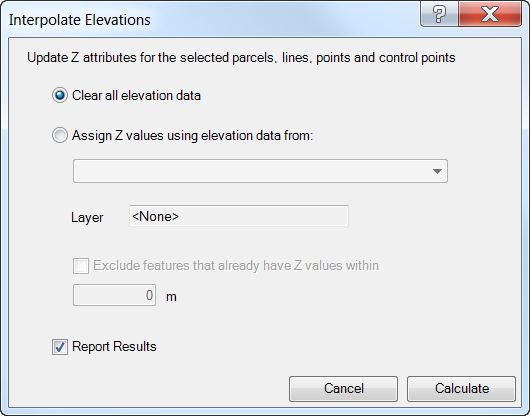 Interpolate Elevations
Update Z attributes for the selected parcels, lines, points and control points
Clear all elevation data
Assign Z values using elevation data from:
Layer <None>
Exclude features that already have Z values within
0 m
Report Results
Cancel Calculate